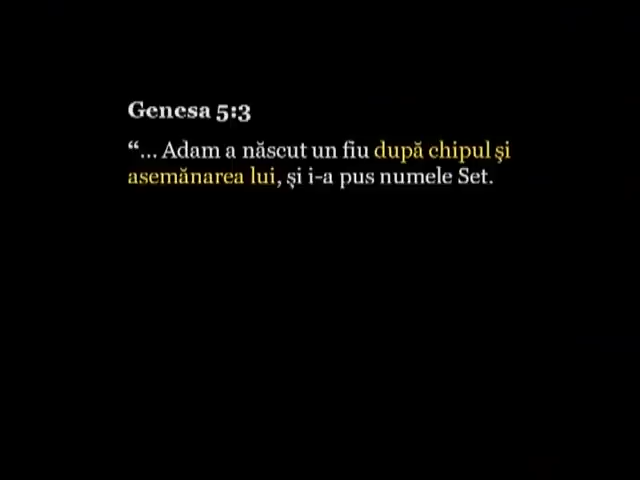 Genesa 5:3
“... Adam a născut un fiu după chipul şi
asemănarea lui, şi i-a pus numele Set.